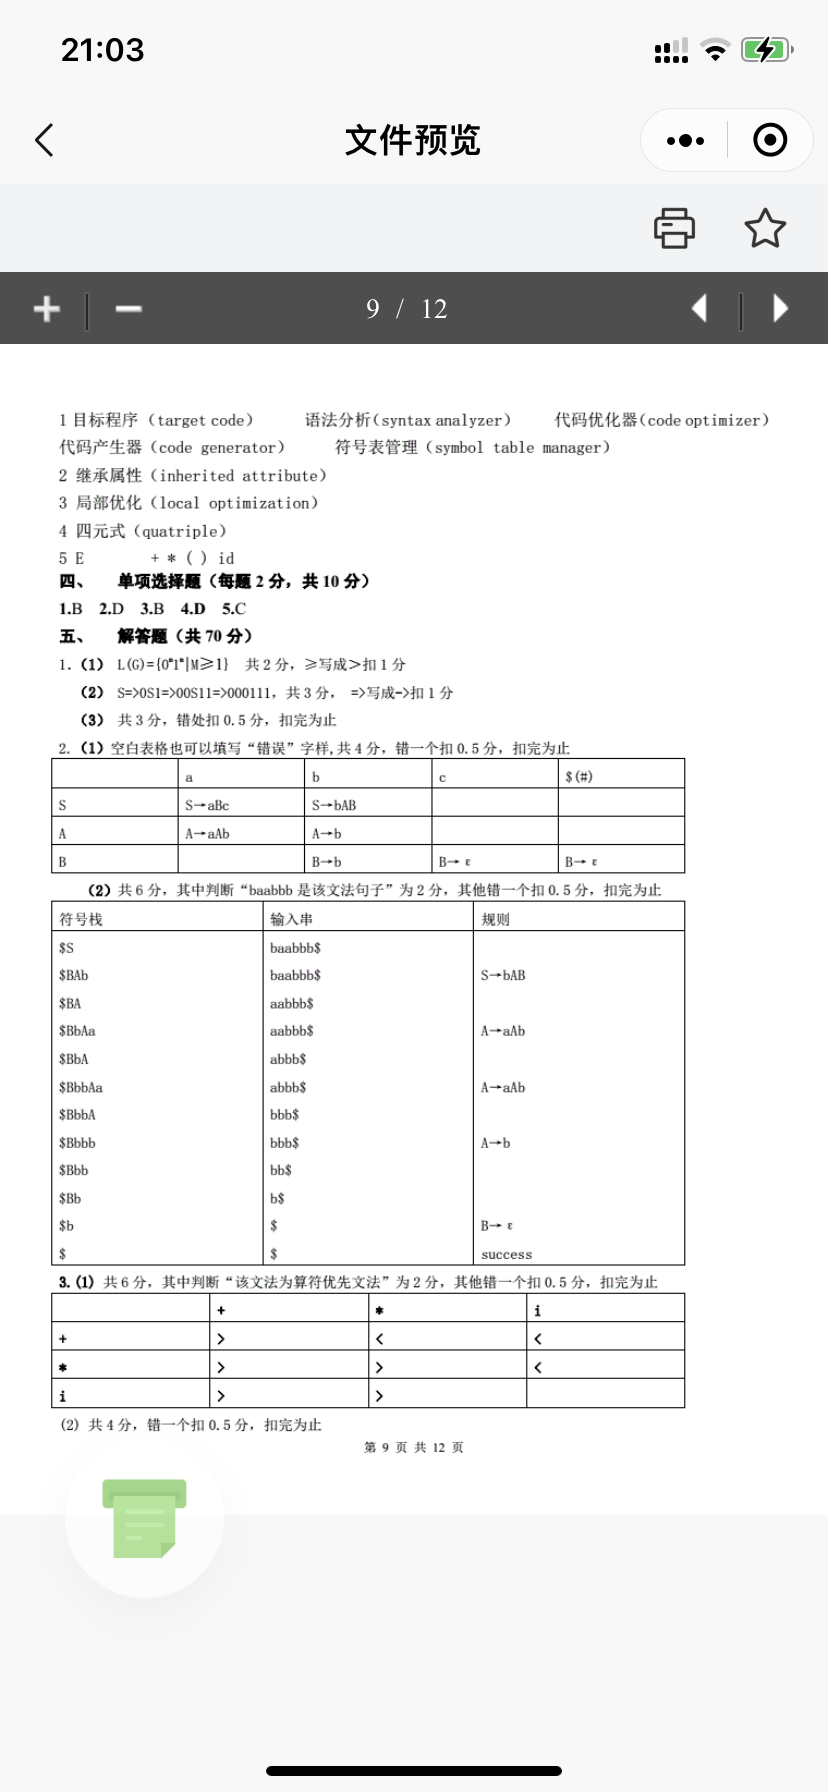 21:03
文件预览
9 / 12
1 目标程序（target code） 语法分析(syntax analyzer） 代码优化器(code optimizer）
代码产生器（code generator） 符号表管理（symbol table manager）
2 继承属性（inherited attribute）
3 局部优化（local optimization）
4 四元式（quatriple）
5 E + * ( ) id
四、 单项选择题（每题 2 分，共 10 分）
1.B 2.D 3.B 4.D 5.C
五、 解答题（共 70 分）
1.（1） L(G)={0ᵐ1ᵐ|M≥1} 共 2 分，≥写成>扣 1 分
（2） S=>0S1=>00S11=>000111，共 3 分， =>写成->扣 1 分
（3） 共 3 分，错处扣 0.5 分，扣完为止
2.（1）空白表格也可以填写“错误”字样,共 4 分，错一个扣 0.5 分，扣完为止
a b c $(#)
S S→aBc S→bAB
A A→aAb A→b
B B→b B→ ε B→ ε
（2）共 6 分，其中判断“baabbb 是该文法句子”为 2 分，其他错一个扣 0.5 分，扣完为止
符号栈 输入串 规则
$S baabbb$
$BAb baabbb$ S→bAB
$BA aabbb$
$BbAa aabbb$ A→aAb
$BbA abbb$
$BbbAa abbb$ A→aAb
$BbbA bbb$
$Bbbb bbb$ A→b
$Bbb bb$
$Bb b$
$b $ B→ ε
$ $ success
3.(1) 共 6 分，其中判断“该文法为算符优先文法”为 2 分，其他错一个扣 0.5 分，扣完为止
+ * i
+ > < <
* > > <
i > >
(2) 共 4 分，错一个扣 0.5 分，扣完为止
第 9 页 共 12 页